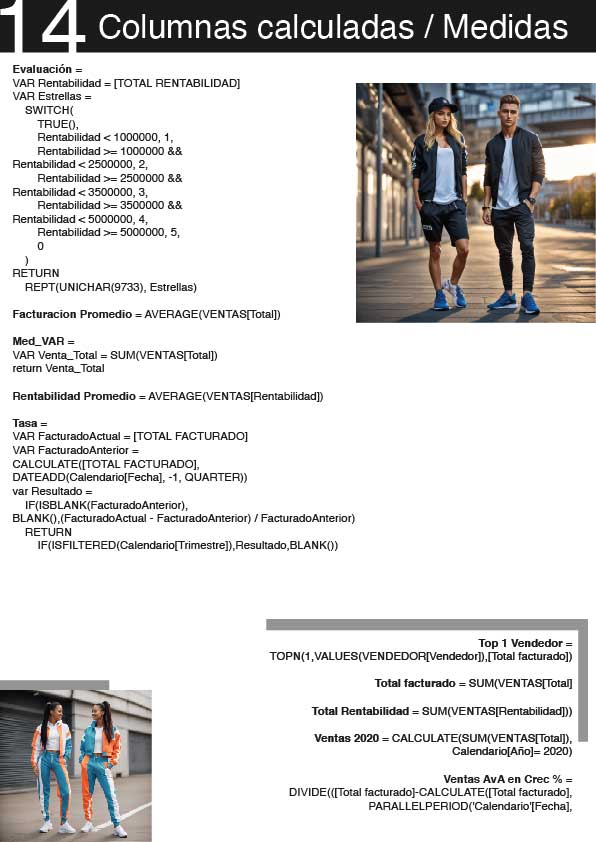 14 Columnas calculadas / Medidas
Evaluación =
VAR Rentabilidad = [TOTAL RENTABILIDAD]
VAR Estrellas =
SWITCH(
TRUE(),
Rentabilidad < 1000000, 1,
Rentabilidad >= 1000000 &&
Rentabilidad < 2500000, 2,
Rentabilidad >= 2500000 &&
Rentabilidad < 3500000, 3,
Rentabilidad >= 3500000 &&
Rentabilidad < 5000000, 4,
Rentabilidad >= 5000000, 5,
0
)
RETURN
REPT(UNICHAR(9733), Estrellas)
Facturacion Promedio = AVERAGE(VENTAS[Total])
Med_VAR =
VAR Venta_Total = SUM(VENTAS[Total])
return Venta_Total
Rentabilidad Promedio = AVERAGE(VENTAS[Rentabilidad])
Tasa =
VAR FacturadoActual = [TOTAL FACTURADO]
VAR FacturadoAnterior =
CALCULATE([TOTAL FACTURADO],
DATEADD(Calendario[Fecha], -1, QUARTER))
var Resultado =
IF(ISBLANK(FacturadoAnterior),
BLANK(),(FacturadoActual - FacturadoAnterior) / FacturadoAnterior)
RETURN
IF(ISFILTERED(Calendario[Trimestre]),Resultado,BLANK())
Top 1 Vendedor =
TOPN(1,VALUES(VENDEDOR[Vendedor]),[Total facturado])
Total facturado = SUM(VENTAS[Total]
Total Rentabilidad = SUM(VENTAS[Rentabilidad]))
Ventas 2020 = CALCULATE(SUM(VENTAS[Total]),
Calendario[Año]= 2020)
Ventas AvA en Crec % =
DIVIDE(([Total facturado]-CALCULATE([Total facturado],
PARALLELPERIOD('Calendario'[Fecha],